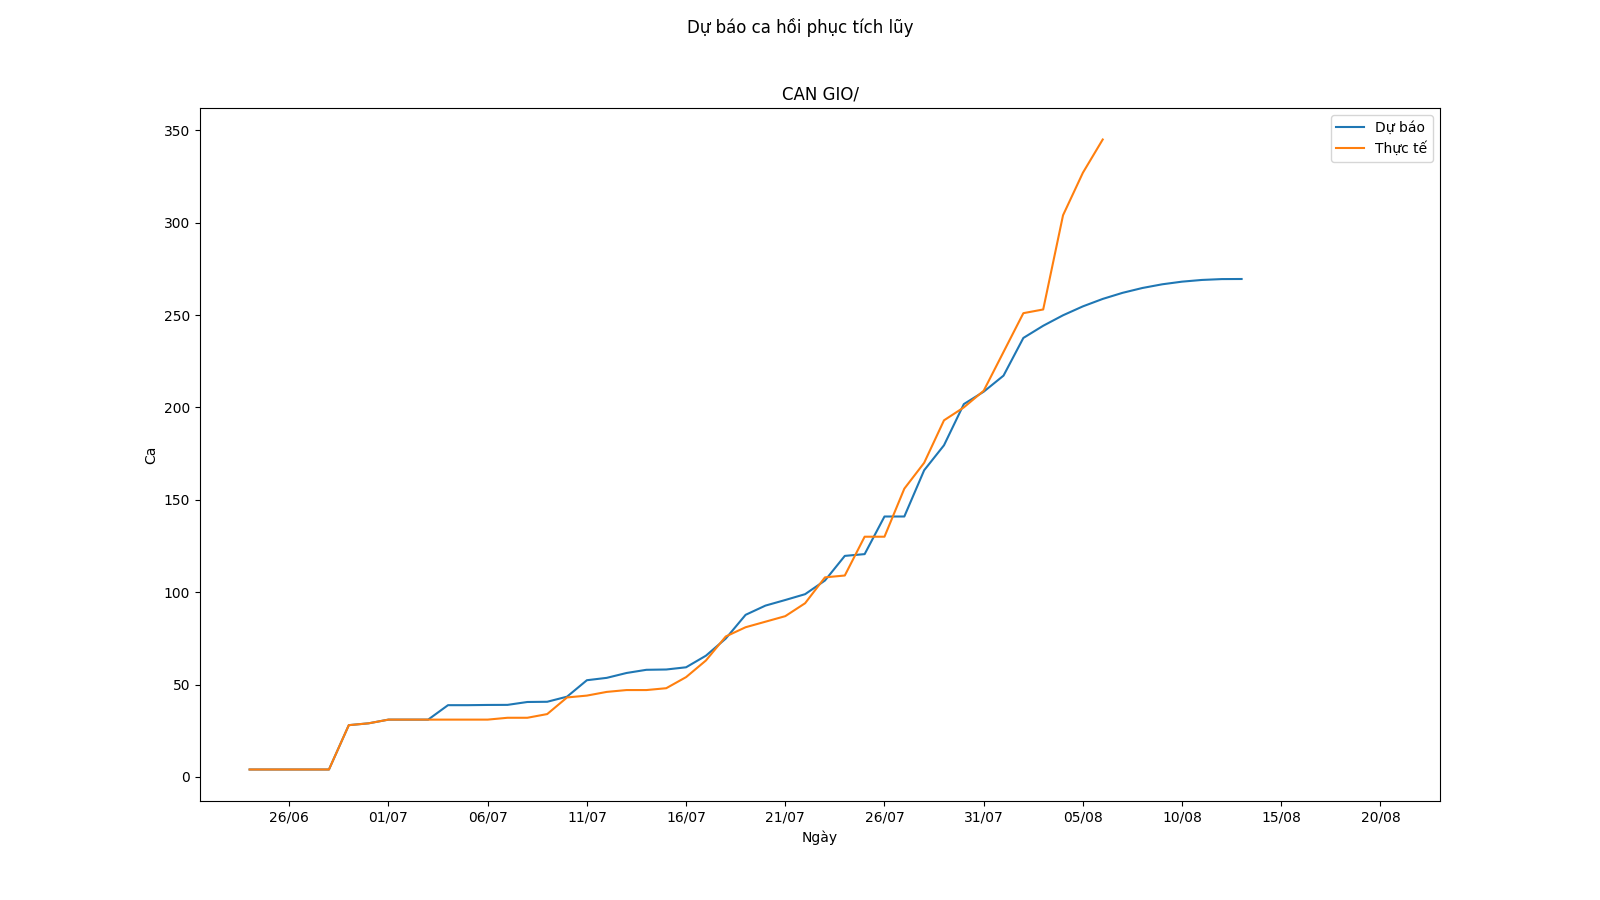 Dự báo ca hồi phục tích lũy
CAN GIO/
Dự báo
Thực tế
350
300
250
200
150
100
50
0
Ca
26/06 01/07 06/07 11/07 16/07 21/07 26/07 31/07 05/08 10/08 15/08 20/08
Ngày